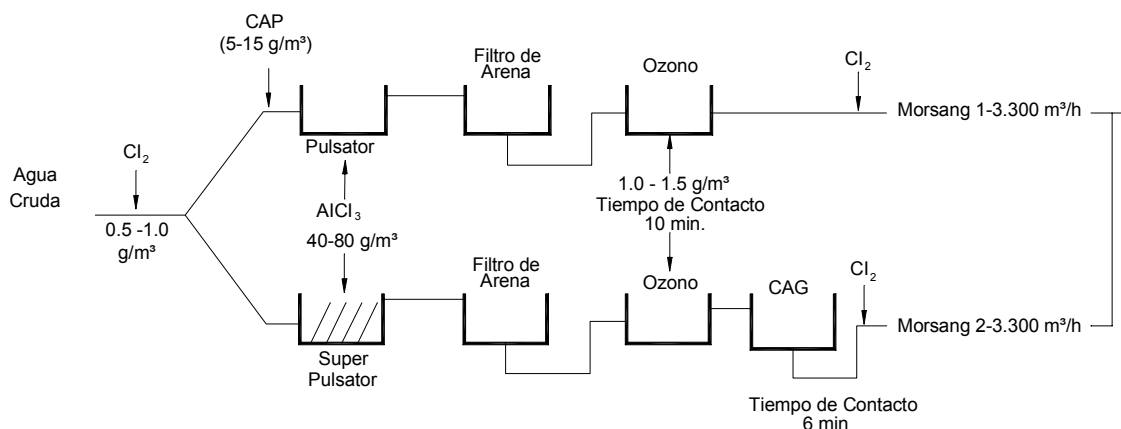 CAP
(5-15 g/m³)
Filtro de
Arena
Ozono
Cl₂
Morsang 1-3.300 m³/h
Pulsator
Agua
Cruda
Cl₂
0.5 -1.0
g/m³
AlCl₃
40-80 g/m³
1.0 - 1.5 g/m³
Tiempo de Contacto
10 min.
Filtro de
Arena
Ozono
CAG
Cl₂
Morsang 2-3.300 m³/h
Super
Pulsator
Tiempo de Contacto
6 min